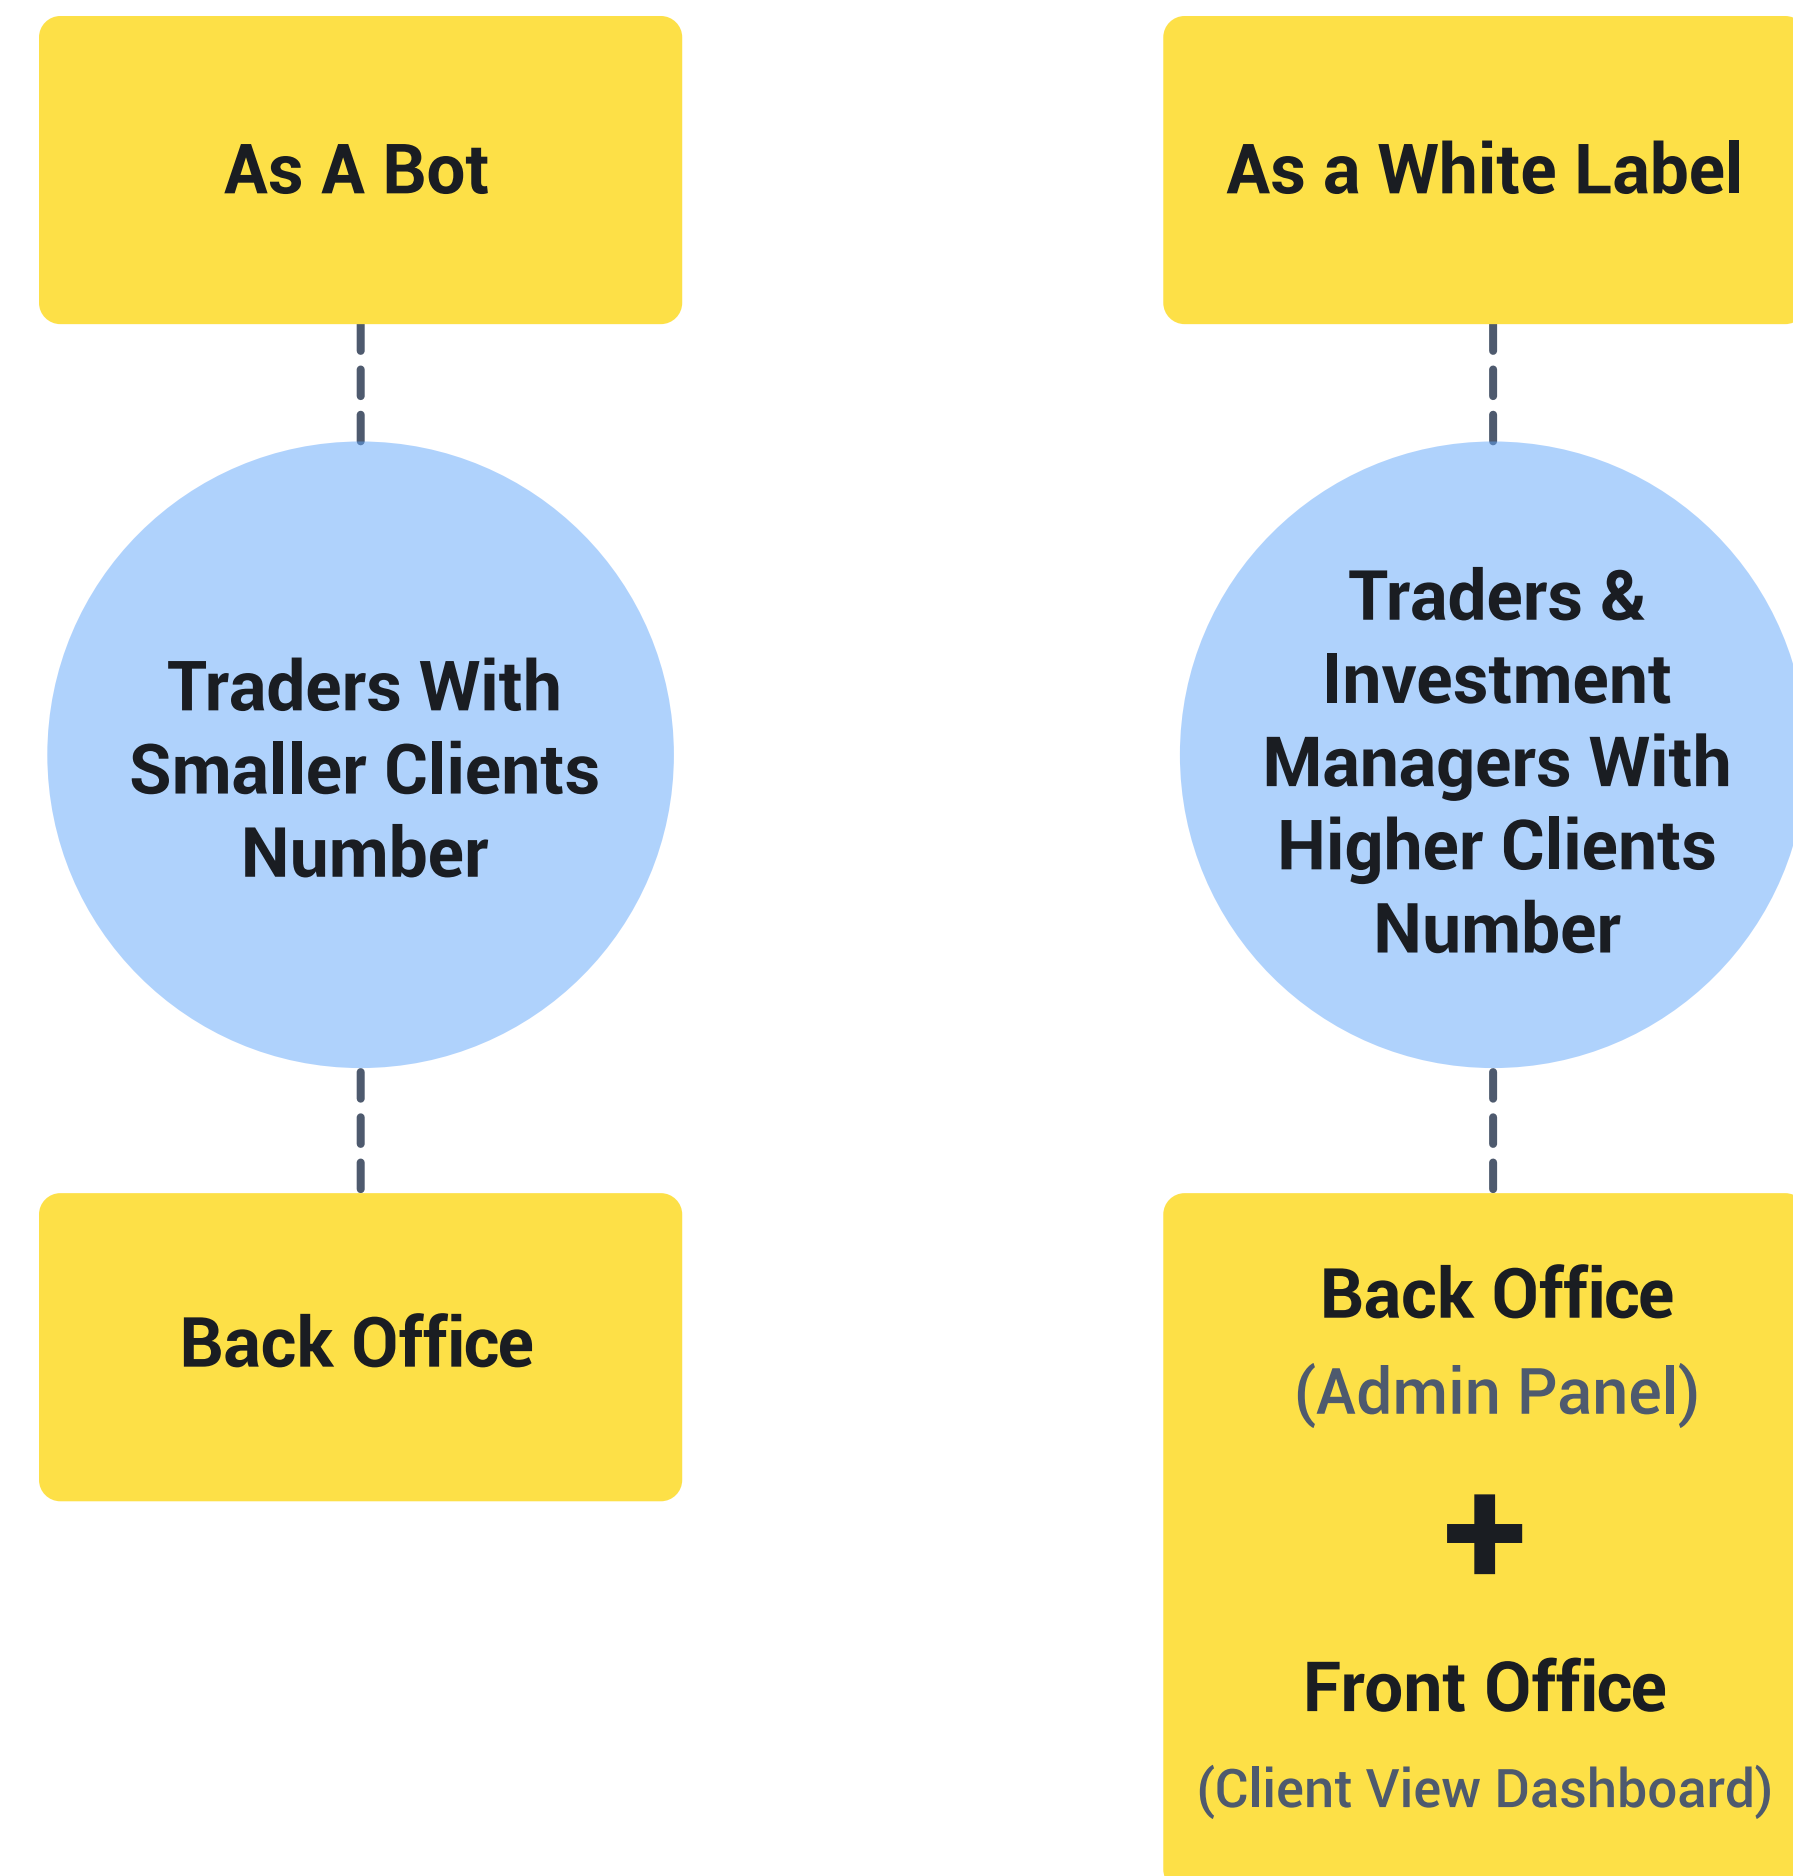 As A Bot
Traders With
Smaller Clients
Number
Back Office
As a White Label
Traders &
Investment
Managers With
Higher Clients
Number
Back Office
(Admin Panel)
+
Front Office
(Client View Dashboard)